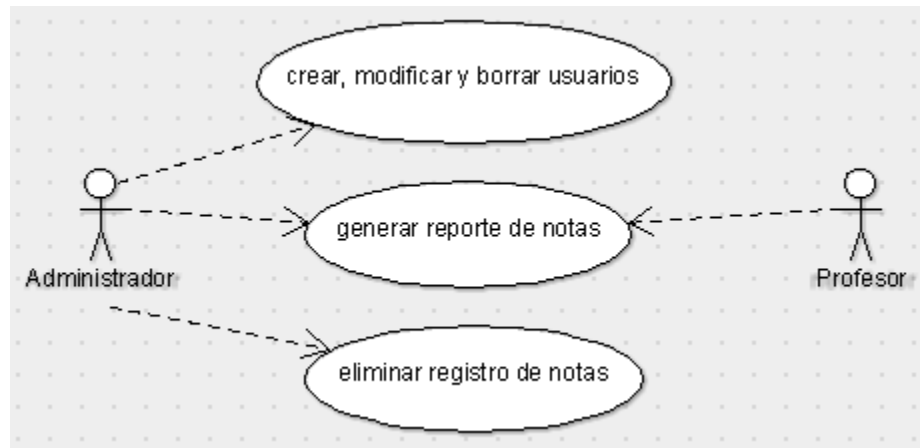 crear, modificar y borrar usuarios
generar reporte de notas
Administrador
Profesor
eliminar registro de notas